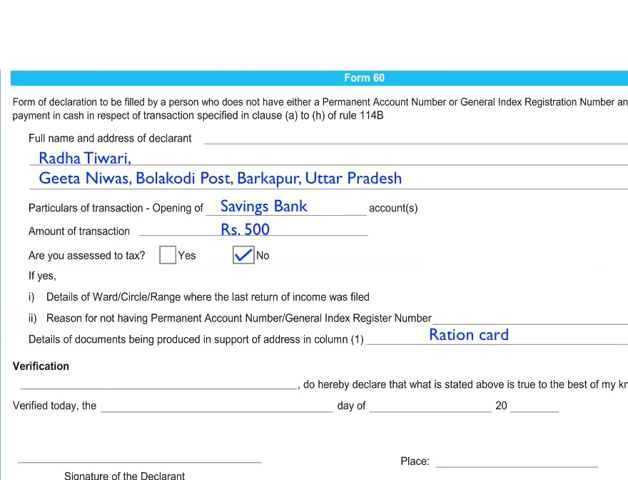 Form 60
Form of declaration to be filled by a person who does not have either a Permanent Account Number or General Index Registration Number an
payment in cash in respect of transaction specified in clause (a) to (h) of rule 114B
Full name and address of declarant
Radha Tiwari,
Geeta Niwas, Bolakodi Post, Barkapur, Uttar Pradesh
Particulars of transaction - Opening of Savings Bank account(s)
Amount of transaction Rs. 500
Are you assessed to tax? Yes No
If yes,
i) Details of Ward/Circle/Range where the last return of income was filed
ii) Reason for not having Permanent Account Number/General Index Register Number
Details of documents being produced in support of address in column (1) Ration card
Verification
, do hereby declare that what is stated above is true to the best of my kn
Verified today, the day of 20
Place:
Signature of the Declarant